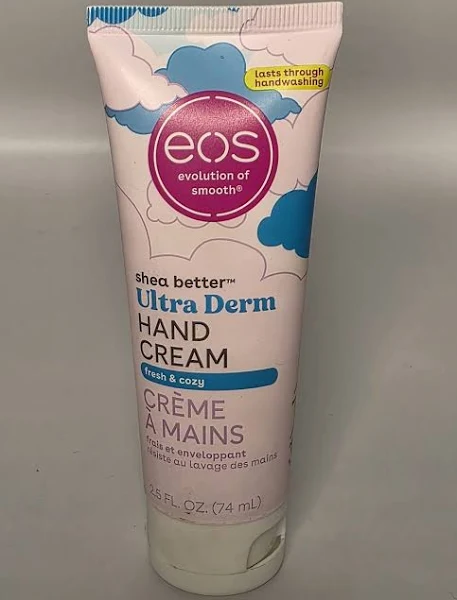 lasts through
handwashing
eos
evolution of
smooth®
shea better™
Ultra Derm
HAND
CREAM
fresh & cozy
CRÈME
À MAINS
frais et enveloppant
résiste au lavage des mains
2.5 FL. OZ. (74 mL)